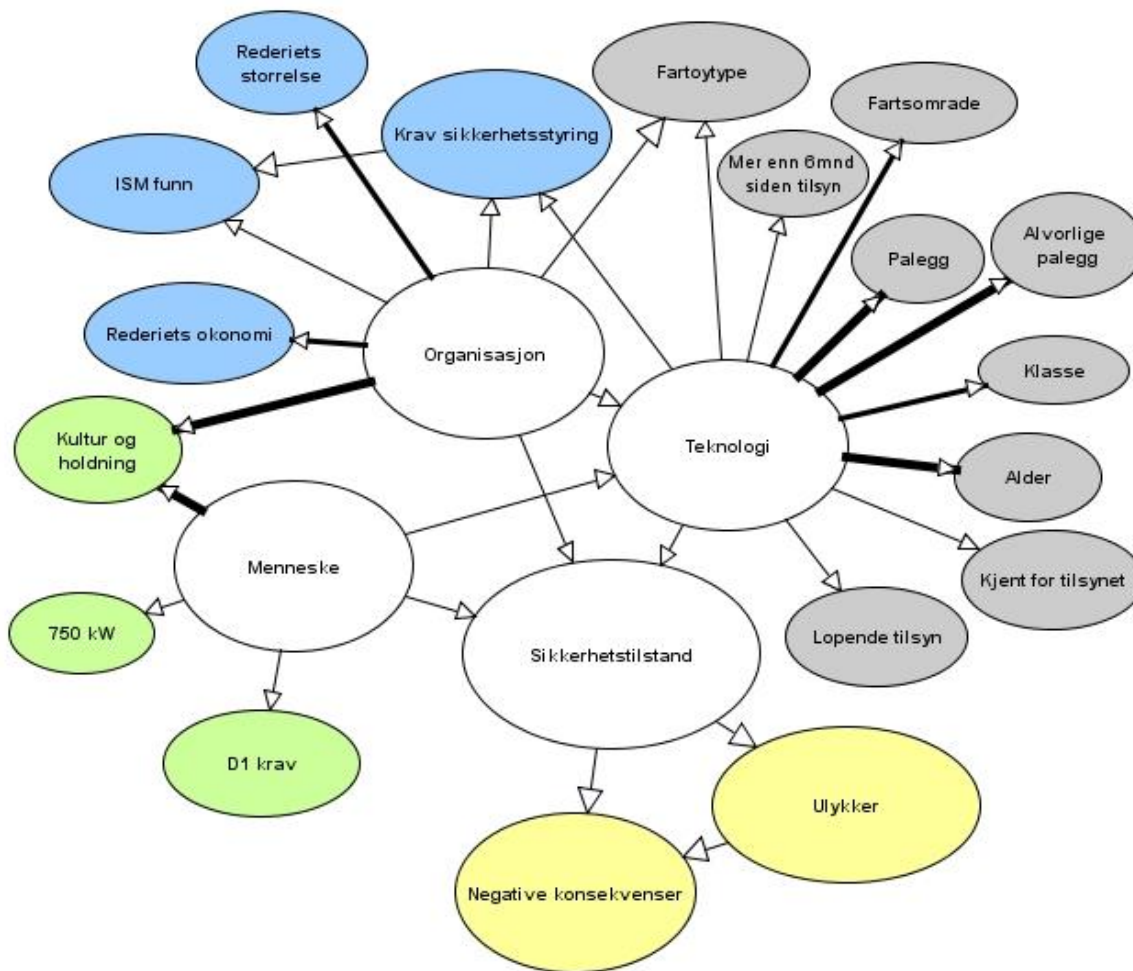 Rederiets
storrelse
Fartoytype
Fartsomrade
Krav sikkerhetsstyring
Mer enn 6mnd
siden tilsyn
ISM funn
Alvorlige
palegg
Palegg
Rederiets okonomi
Organisasjon
Klasse
Kultur og
holdning
Teknologi
Alder
Menneske
Kjent for tilsynet
750 kW
Lopende tilsyn
Sikkerhetstilstand
D1 krav
Ulykker
Negative konsekvenser